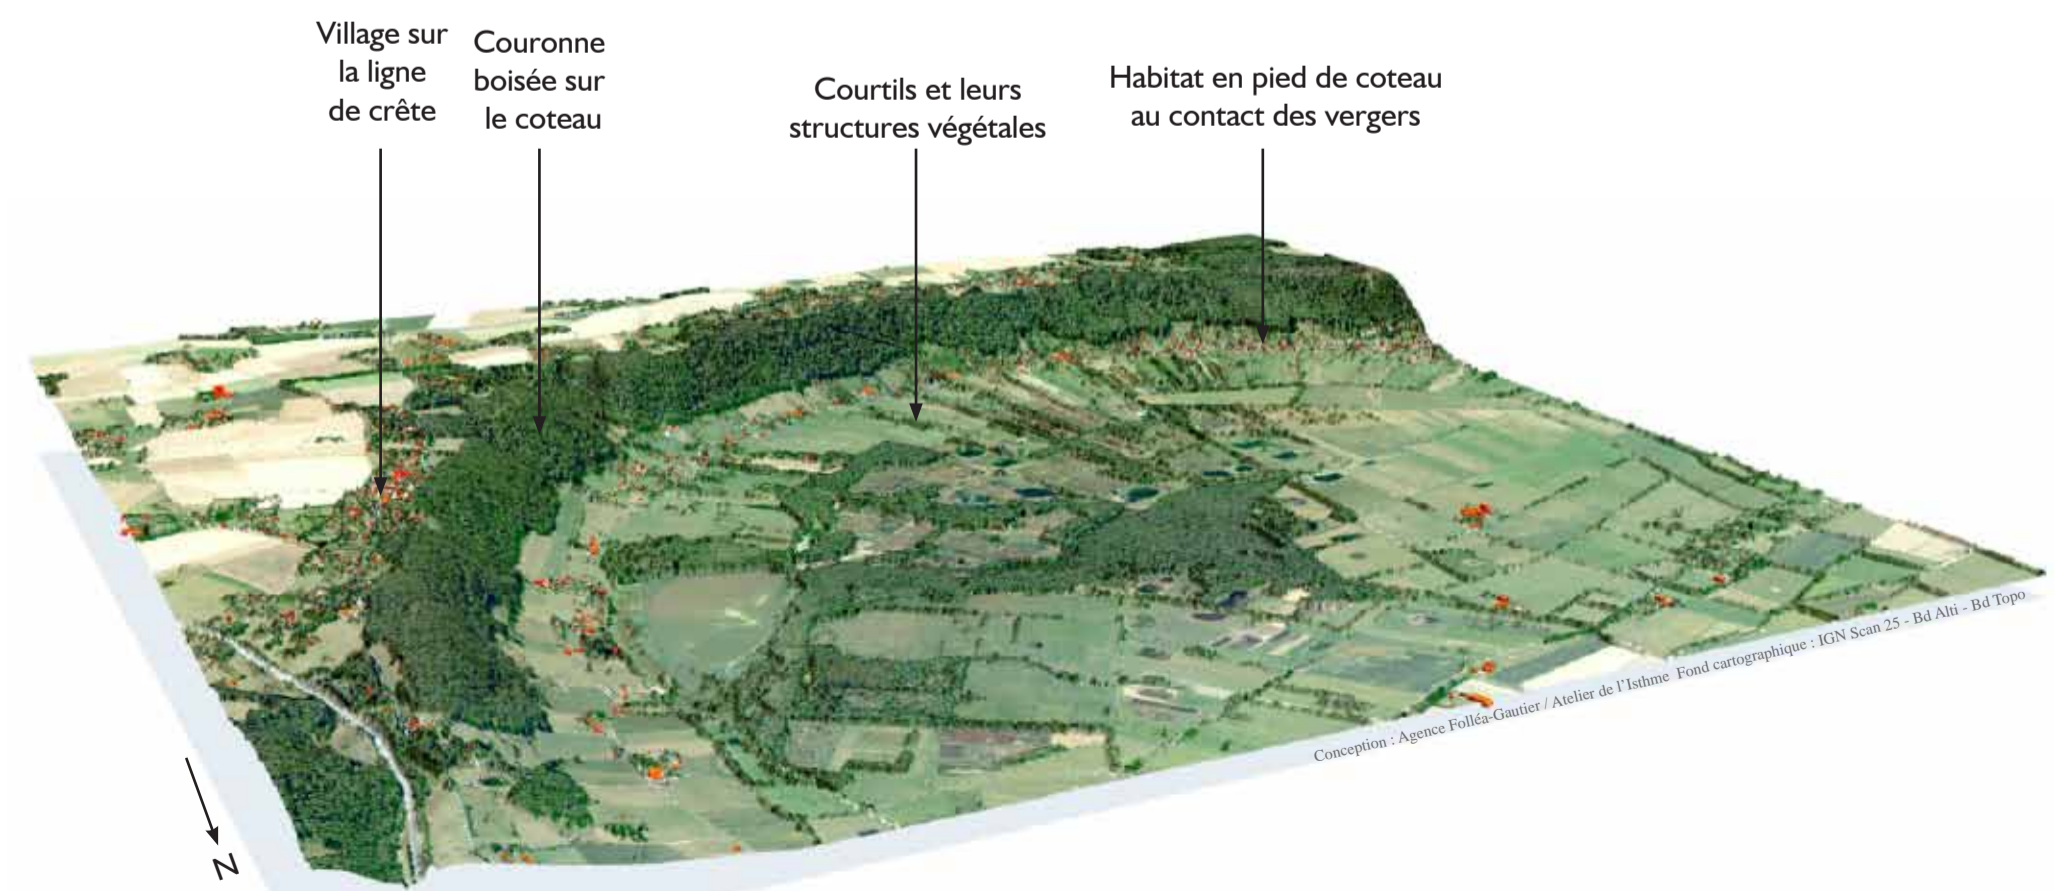 Village sur
la ligne
de crête
Couronne
boisée sur
le coteau
Courtils et leurs
structures végétales
Habitat en pied de coteau
au contact des vergers
Conception : Agence Folléa-Gautier / Atelier de l'Isthme Fond cartographique : IGN Scan 25 - Bd Alti - Bd Topo
N